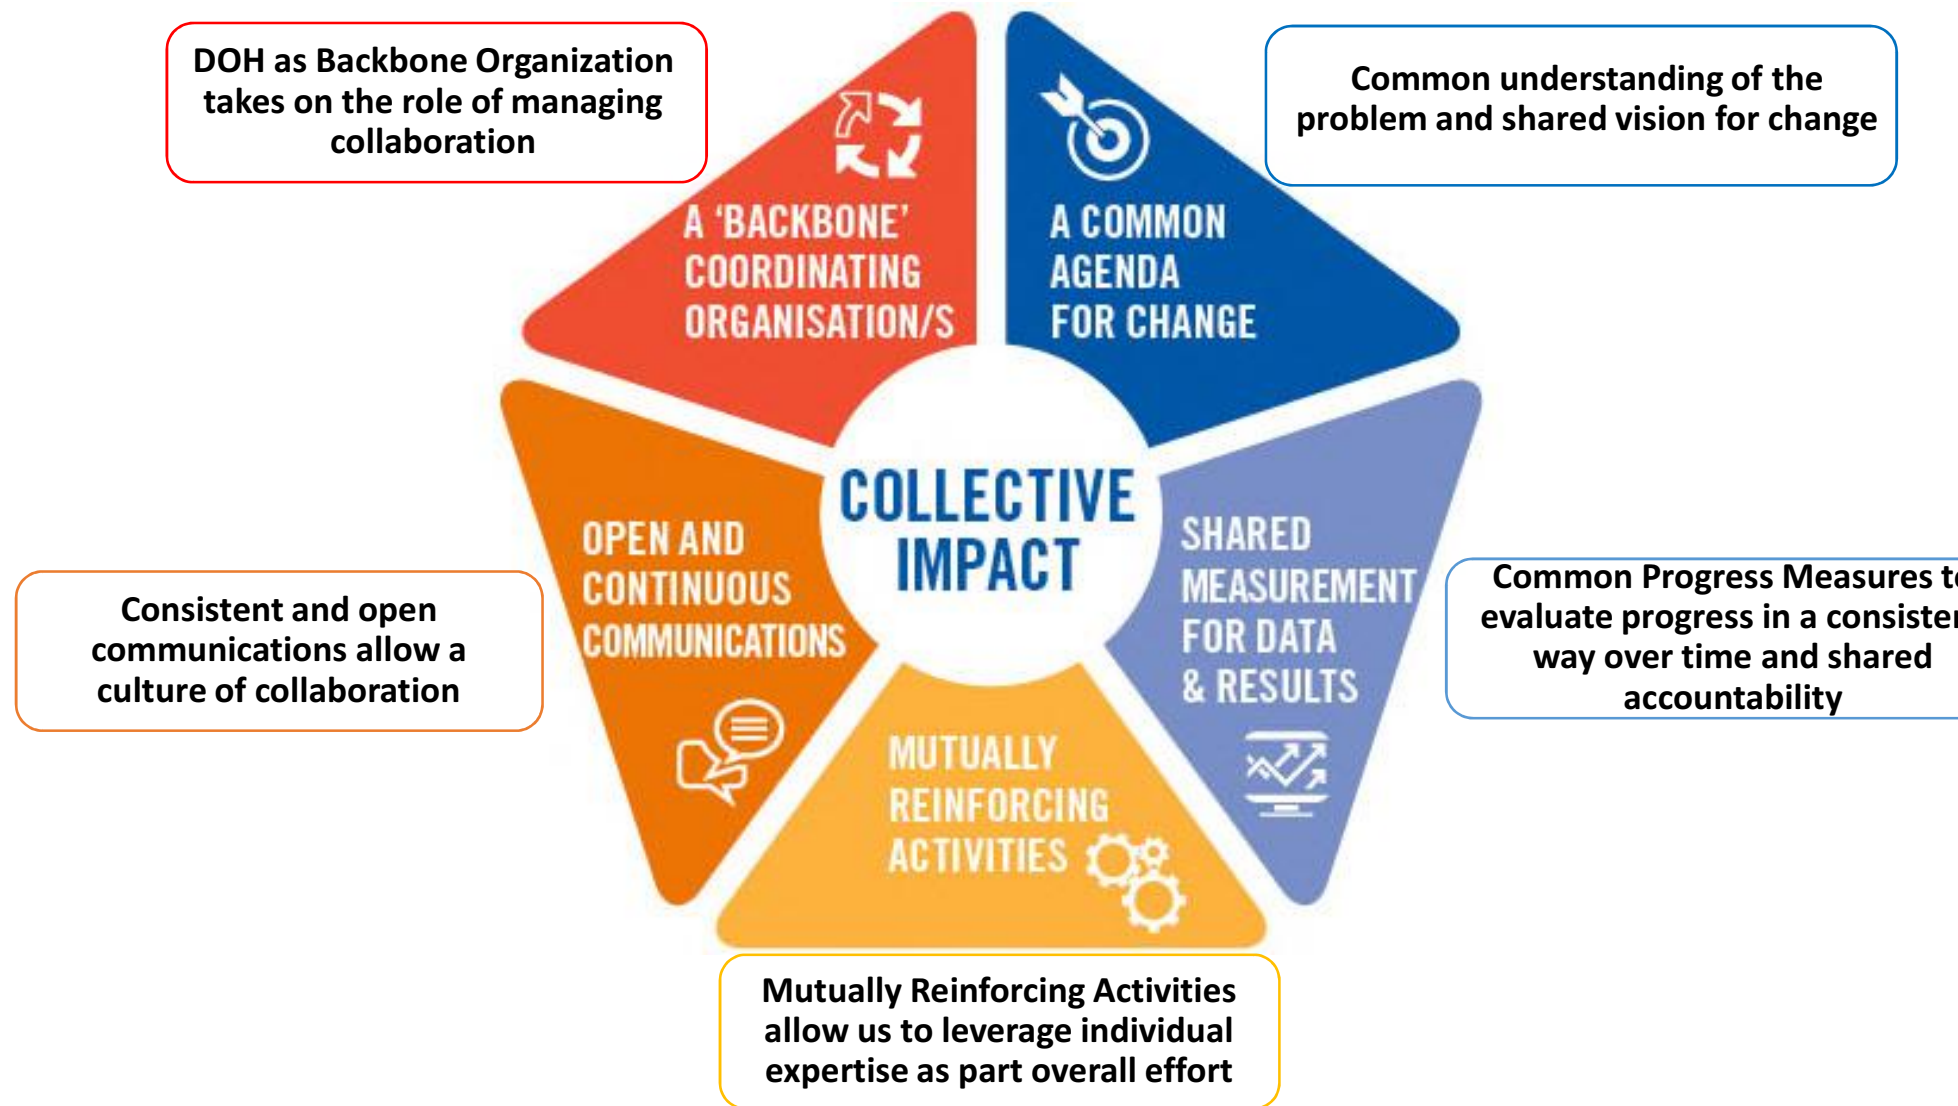 DOH as Backbone Organization
takes on the role of managing
collaboration
Common understanding of the
problem and shared vision for change
A ‘BACKBONE’
COORDINATING
ORGANISATION/S
A COMMON
AGENDA
FOR CHANGE
COLLECTIVE
IMPACT
OPEN AND
CONTINUOUS
COMMUNICATIONS
SHARED
MEASUREMENT
FOR DATA
& RESULTS
Consistent and open
communications allow a
culture of collaboration
Common Progress Measures
evaluate progress in a
way over time and shared
accountability
MUTUALLY
REINFORCING
ACTIVITIES
Mutually Reinforcing Activities
allow us to leverage individual
expertise as part overall effort